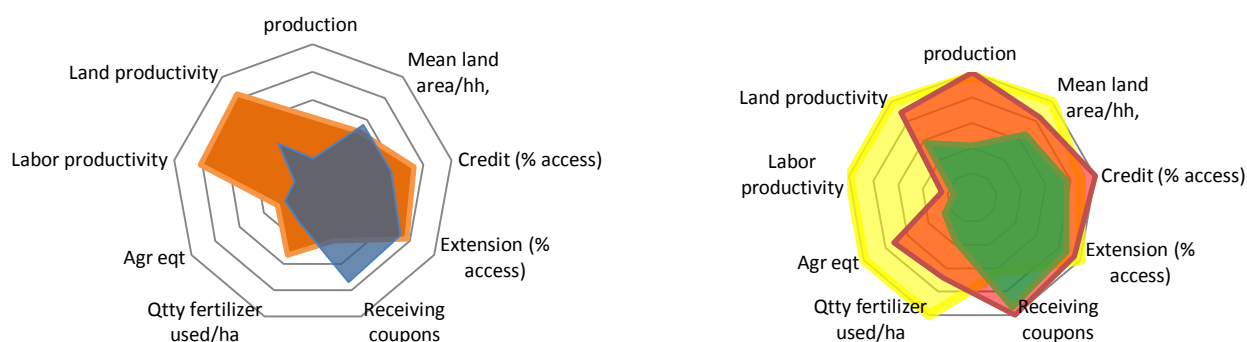 production
Mean land
area/hh,
Credit (% access)
Extension (%
access)
Receiving
coupons
Qtty fertilizer
used/ha
Agr eqt
Labor productivity
Land productivity
production
Mean land
area/hh,
Credit (% access)
Extension (%
access)
Receiving
coupons
Qtty fertilizer
used/ha
Agr eqt
Labor
productivity
Land productivity